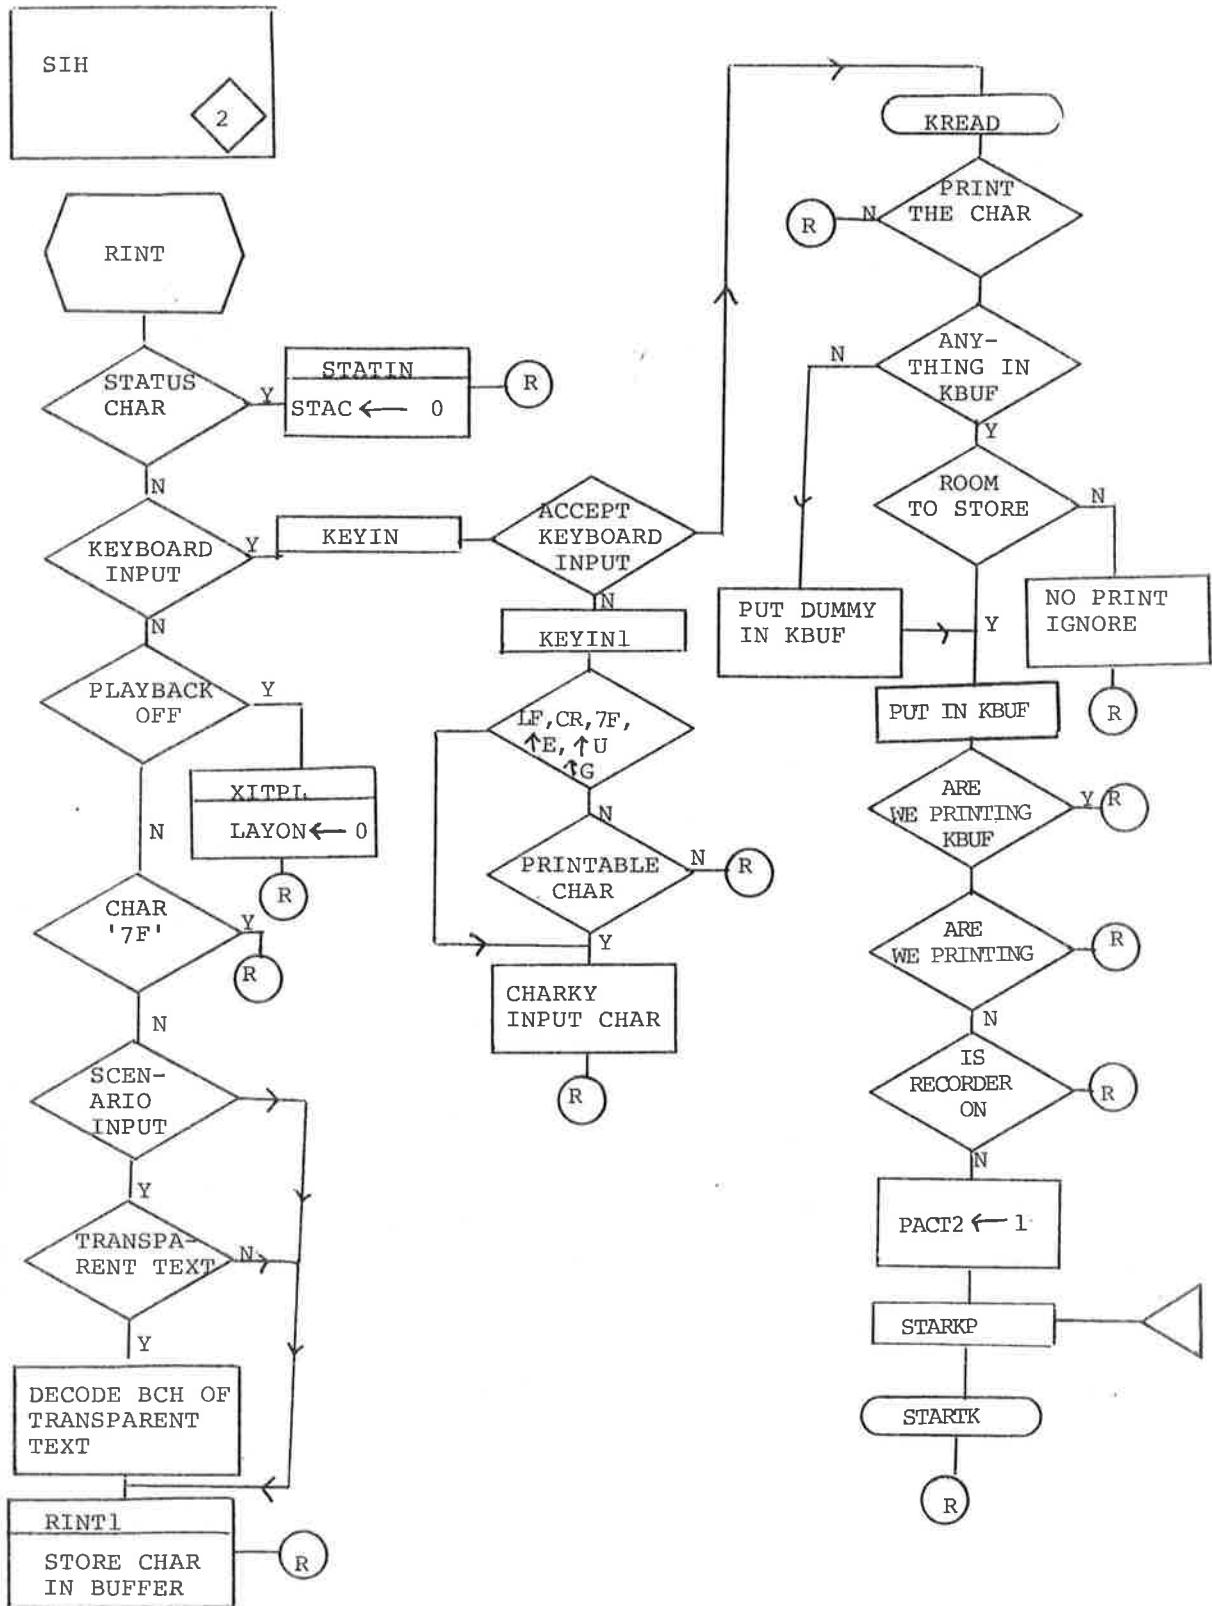 SIH
2
RINT
STATUS
CHAR
Y
STATIN
STAC ← 0
R
N
KEYBOARD
INPUT
Y
KEYIN
ACCEPT
KEYBOARD
INPUT
N
KEYIN1
LF, CR, 7F,
↑E, ↑U
↑G
N
PRINTABLE
CHAR
N
R
Y
CHARKY
INPUT CHAR
R
N
PLAYBACK
OFF
Y
XITPL
LAYON ← 0
R
N
CHAR
'7F'
Y
R
N
SCEN-
ARIO
INPUT
Y
TRANSPA-
RENT TEXT
N
Y
DECODE BCH OF
TRANSPARENT
TEXT
RINT1
STORE CHAR
IN BUFFER
R
KREAD
PRINT
THE CHAR
N
R
ANY-
THING IN
KBUF
N
Y
ROOM
TO STORE
N
PUT DUMMY
IN KBUF
Y
NO PRINT
IGNORE
R
PUT IN KBUF
ARE
WE PRINTING
KBUF
Y
R
ARE
WE PRINTING
R
N
IS
RECORDER
ON
R
N
PACT2 ← 1
STARKP
STARTK
R